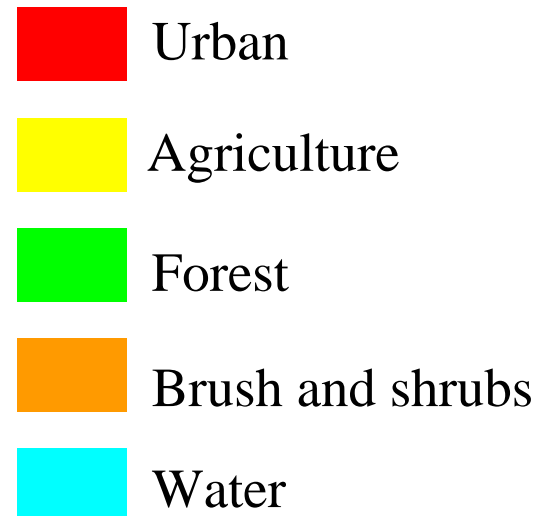 Urban
Agriculture
Forest
Brush and shrubs
Water